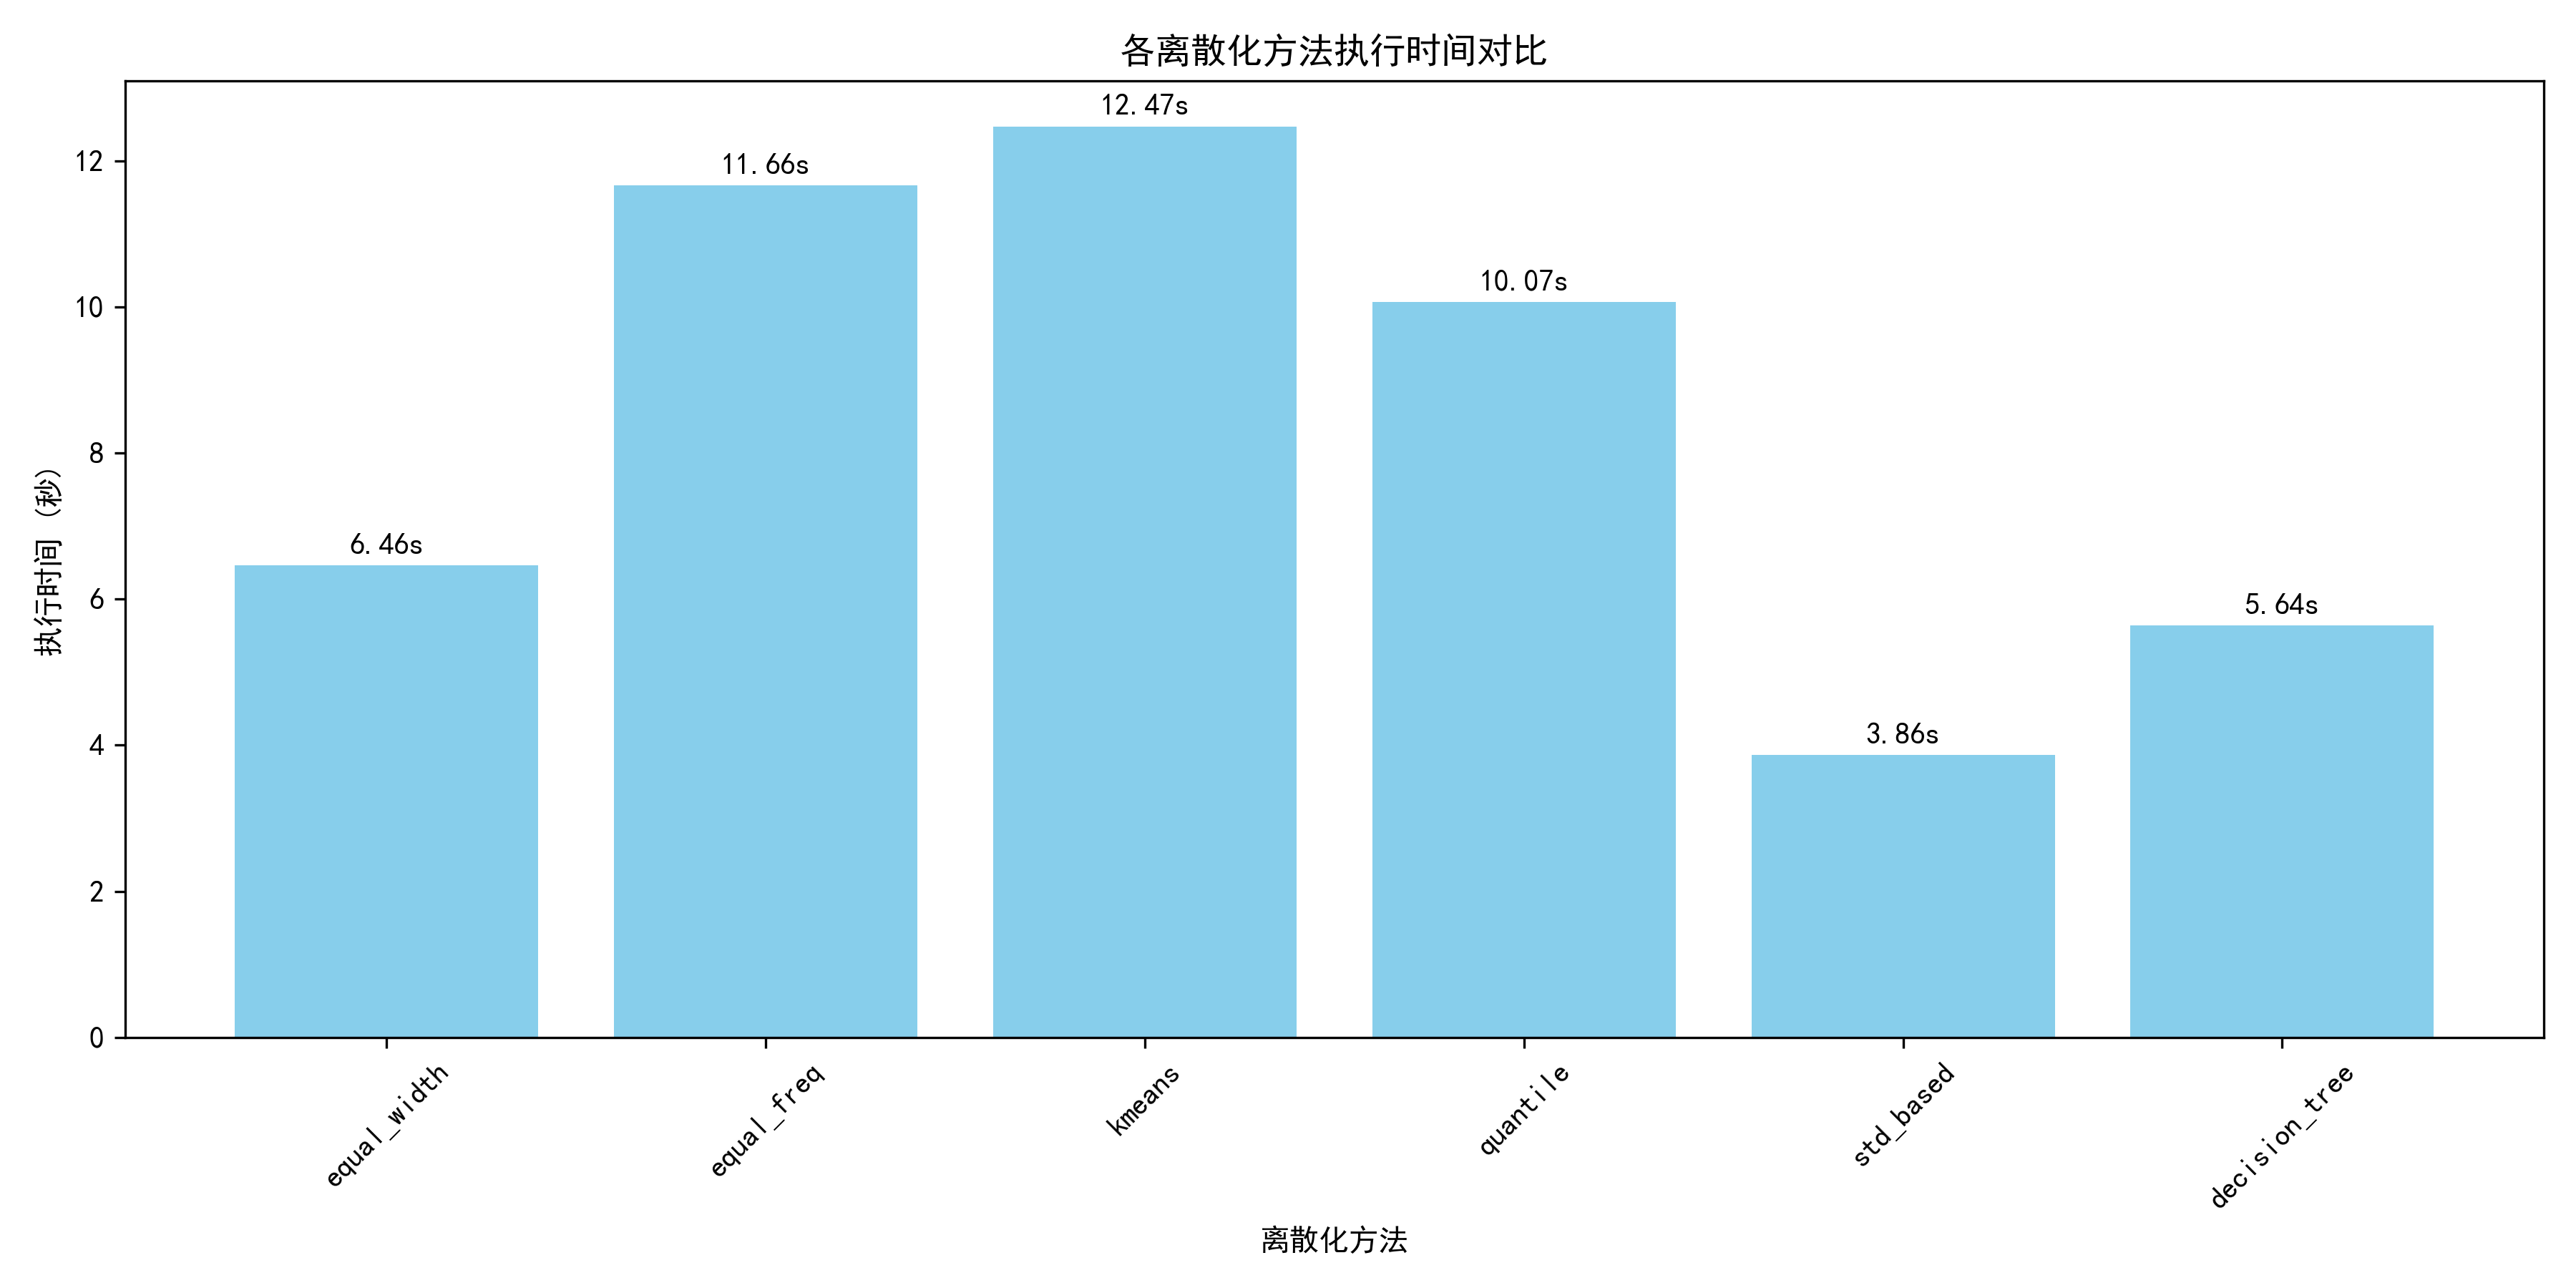 各离散化方法执行时间对比
执行时间 (秒)
12
10
8
6
4
2
0
6.46s
11.66s
12.47s
10.07s
3.86s
5.64s
equal_width
equal_freq
kmeans
quantile
std_based
decision_tree
离散化方法